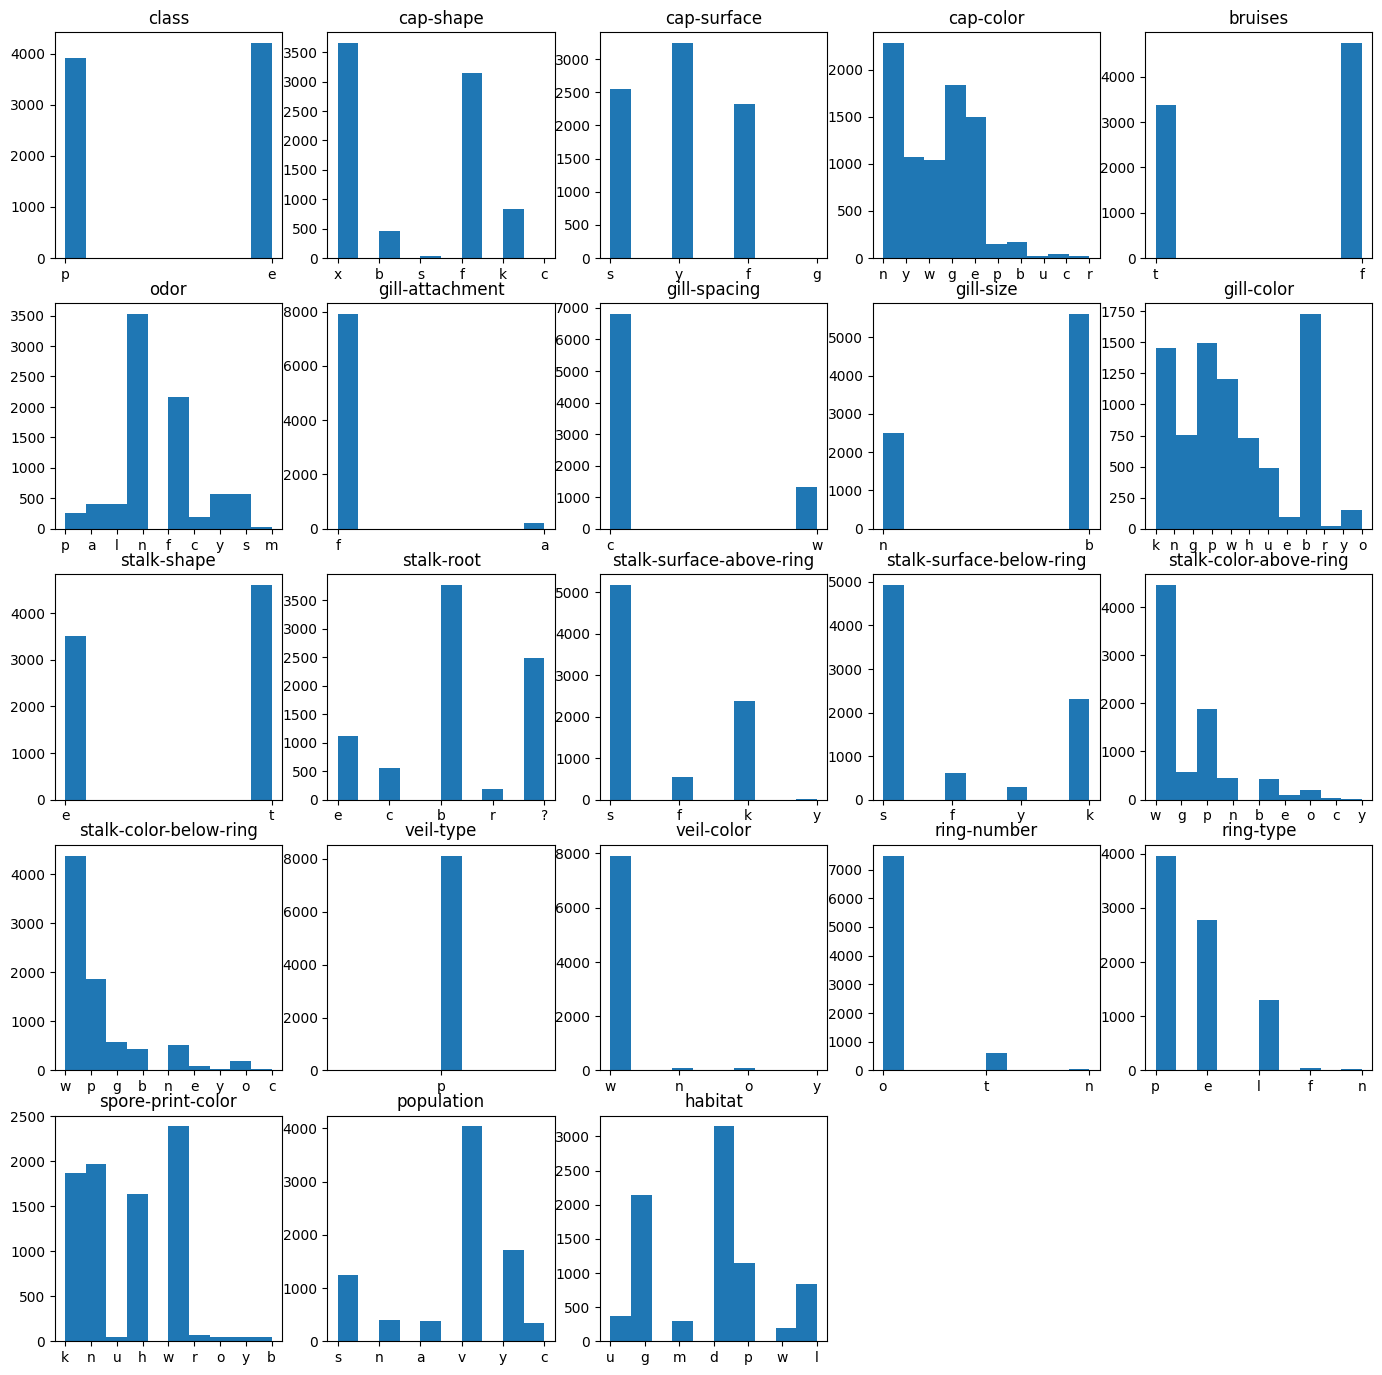 class cap-shape cap-surface cap-color bruises
4000 3000 2000 1000 0
p e
3500 3000 2500 2000 1500 1000 500 0
x b s f k c
3000 2500 2000 1500 1000 500 0
s y f g
2000 1500 1000 500 0
n y w g e p b u c r
4000 3000 2000 1000 0
t f
odor gill-attachment gill-spacing gill-size gill-color
3500 3000 2500 2000 1500 1000 500 0
p a l n f c y s m
8000 6000 4000 2000 0
f a
7000 6000 5000 4000 3000 2000 1000 0
c w
5000 4000 3000 2000 1000 0
n b
1750 1500 1250 1000 750 500 250 0
k n g p w h u e b r y o
stalk-shape stalk-root stalk-surface-above-ring stalk-surface-below-ring stalk-color-above-ring
4000 3000 2000 1000 0
e t
3500 3000 2500 2000 1500 1000 500 0
e c b r ?
5000 4000 3000 2000 1000 0
s f k y
5000 4000 3000 2000 1000 0
s f y k
4000 3000 2000 1000 0
w g p n b e o c y
stalk-color-below-ring veil-type veil-color ring-number ring-type
4000 3000 2000 1000 0
w p g b n e y o c
8000 6000 4000 2000 0
p
8000 6000 4000 2000 0
w n o y
7000 6000 5000 4000 3000 2000 1000 0
o t n
4000 3000 2000 1000 0
p e l f n
spore-print-color population habitat
2500 2000 1500 1000 500 0
k n u h w r o y b
4000 3000 2000 1000 0
s n a v y c
3000 2500 2000 1500 1000 500 0
u g m d p w l